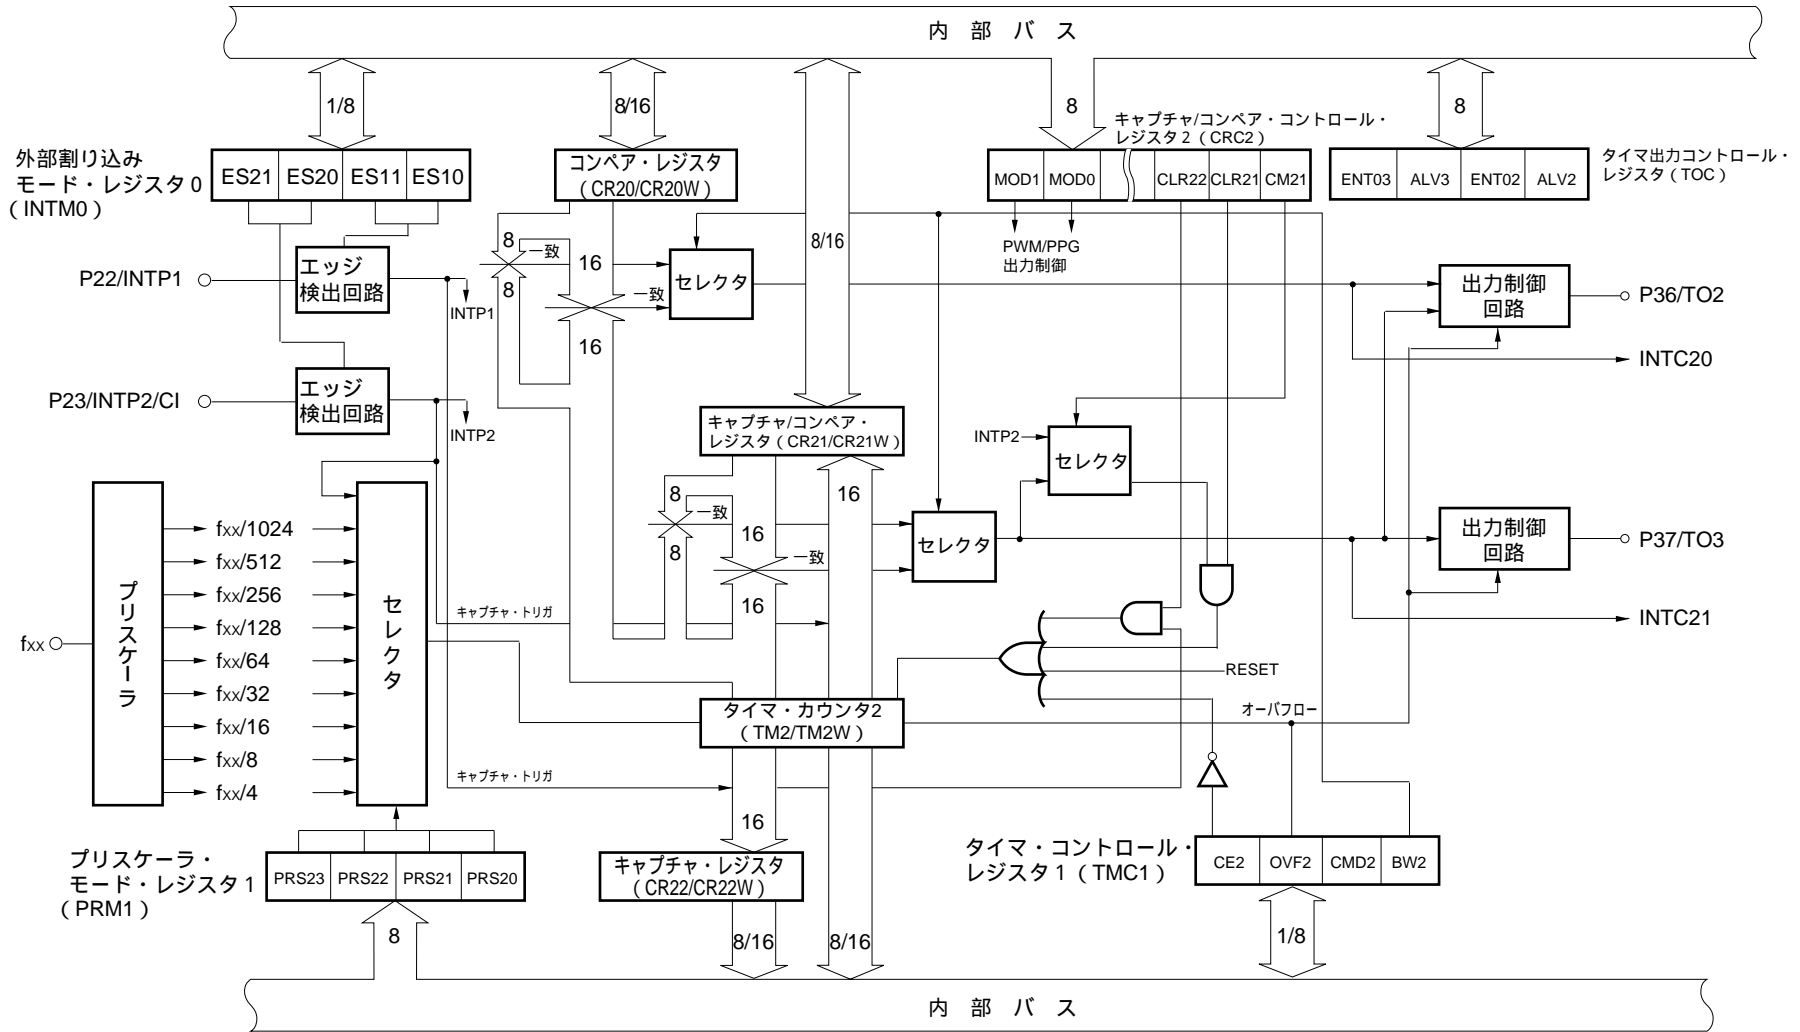 内 部 バ ス
1/8
8/16
8
8
キャプチャ/コンペア・コントロール・
レジスタ2（CRC2）
外部割り込み
モード・レジスタ0
（INTM0）
ES21 ES20 ES11 ES10
コンペア・レジスタ
（CR20/CR20W）
MOD1 MOD0 CLR22 CLR21 CM21
ENT03 ALV3 ENT02 ALV2
タイマ出力コントロール・
レジスタ（TOC）
8
一致
16
8/16
PWM/PPG
出力制御
P22/INTP1
エッジ
検出回路
INTP1
8
一致
16
セレクタ
出力制御
回路
P36/TO2
INTC20
P23/INTP2/CI
エッジ
検出回路
INTP2
キャプチャ/コンペア・
レジスタ（CR21/CR21W）
INTP2
セレクタ
8
一致
16
16
8
一致
16
セレクタ
出力制御
回路
P37/TO3
INTC21
fxx
プリスケーラ
fxx/1024
fxx/512
fxx/256
fxx/128
fxx/64
fxx/32
fxx/16
fxx/8
fxx/4
セレクタ
キャプチャ・トリガ
RESET
タイマ・カウンタ2
（TM2/TM2W）
オーバフロー
キャプチャ・トリガ
16
プリスケーラ・
モード・レジスタ1
（PRM1）
PRS23 PRS22 PRS21 PRS20
キャプチャ・レジスタ
（CR22/CR22W）
タイマ・コントロール・
レジスタ1（TMC1）
CE2 OVF2 CMD2 BW2
8
8/16
8/16
1/8
内 部 バ ス